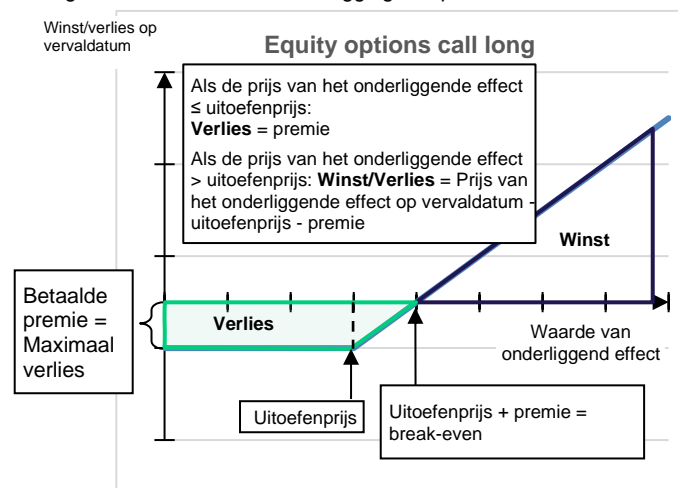 Winst/verlies op
vervaldatum
Equity options call long
Als de prijs van het onderliggende effect
≤ uitoefenprijs:
Verlies = premie
Als de prijs van het onderliggende effect
> uitoefenprijs: Winst/Verlies = Prijs van
het onderliggende effect op vervaldatum -
uitoefenprijs - premie
Winst
Betaalde
premie =
Maximaal
verlies
Verlies
Waarde van
onderliggend effect
Uitoefenprijs
Uitoefenprijs + premie =
break-even